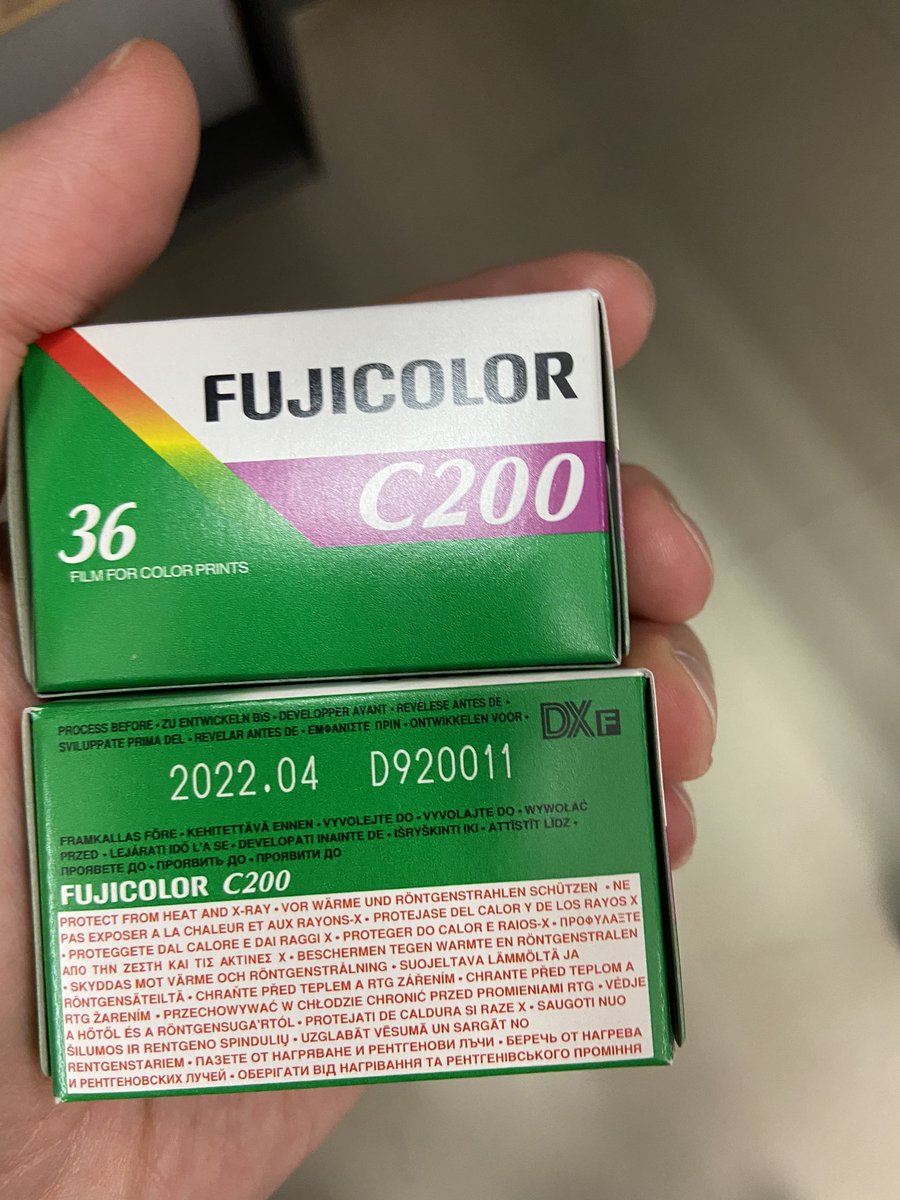 FUJICOLOR
C200
36
FILM FOR COLOR PRINTS
PROCESS BEFORE • ZU ENTWICKELN BIS • DEVELOPPER AVANT • REVELESE ANTES DE •
SVILUPPATE PRIMA DEL • REVELAR ANTES DE • ΕΜΦΑΝΙΣΤΕ ΠΡΙΝ • ONTWIKKELEN VOOR •
DX F
2022.04 D920011
FRAMKALLAS FÖRE • KEHITETTÄVÄ ENNEN • VYVOLEJTE DO • VYVOLAJTE DO • WYWOŁAĆ
PRZED • LEJÁRATI IDÖ L'A SE • DEVELOPATI INAINTE DE • IŠRYŠKINTI IKI • ATTĪSTĪT LĪDZ •
ПРОЯВЕТЕ ДО • ПРОЯВИТЬ ДО • ПРОЯВИТИ ДО
FUJICOLOR C200
PROTECT FROM HEAT AND X-RAY • VOR WÄRME UND RÖNTGENSTRAHLEN SCHÜTZEN • NE
PAS EXPOSER A LA CHALEUR ET AUX RAYONS-X • PROTEJASE DEL CALOR Y DE LOS RAYOS X
• PROTEGGETE DAL CALORE E DAI RAGGI X • PROTEGER DO CALOR E RAIOS-X • ΠΡΟΦΥΛΑΞΤΕ
ΑΠΟ ΤΗΝ ΖΕΣΤΗ ΚΑΙ ΤΙΣ ΑΚΤΙΝΕΣ Χ • BESCHERMEN TEGEN WARMTE EN RÖNTGENSTRALEN
• SKYDDAS MOT VÄRME OCH RÖNTGENSTRÅLNING • SUOJELTAVA LÄMMÖLTÄ JA
RÖNTGENSÄTEILTÄ • CHRAŇTE PŘED TEPLEM A RTG ZÁŘENÍM • CHRANTE PŘED TEPLOM A
RTG ŽARENÍM • PRZECHOWYWAĆ W CHŁODZIE CHRONIĆ PRZED PROMIENIAMI RTG • VĖDJE
A HŐTŐL ÉS A RÖNTGENSUGA'RTÓL • PROTEJATI DE CALDURA SI RAZE X • SAUGOTI NUO
ŠILUMOS IR RENTGENO SPINDULIŲ • UZGLABĀT VĒSUMĀ UN SARGĀT NO
RENTGENSTARIEM • ПАЗЕТЕ ОТ НАГРЯВАНЕ И РЕНТГЕНОВИ ЛЪЧИ • БЕРЕЧЬ ОТ НАГРЕВА
И РЕНТГЕНОВСКИХ ЛУЧЕЙ • ОБЕРІГАТИ ВІД НАГРІВАННЯ ТА РЕНТГЕНІВСЬКОГО ПРОМІННЯ